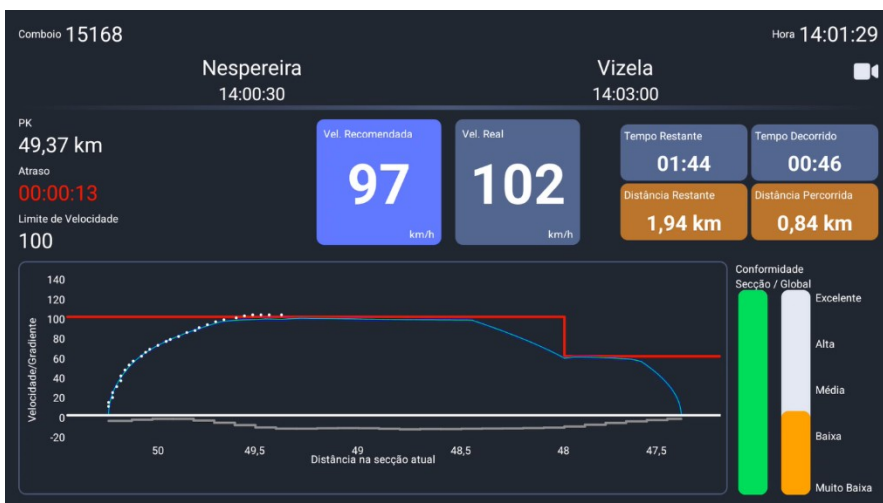 Comboio 15168
Hora 14:01:29
Nespereira
14:00:30
Vizela
14:03:00
PK
49,37 km
Atraso
00:00:13
Limite de Velocidade
100
Vel. Recomendada
97
km/h
Vel. Real
102
km/h
Tempo Restante
01:44
Tempo Decorrido
00:46
Distância Restante
1,94 km
Distância Percorrida
0,84 km
Velocidade/Gradiente
140
120
100
80
60
40
20
0
-20
50
49,5
49
48,5
48
47,5
Distância na secção atual
Conformidade
Secção / Global
Excelente
Alta
Média
Baixa
Muito Baixa